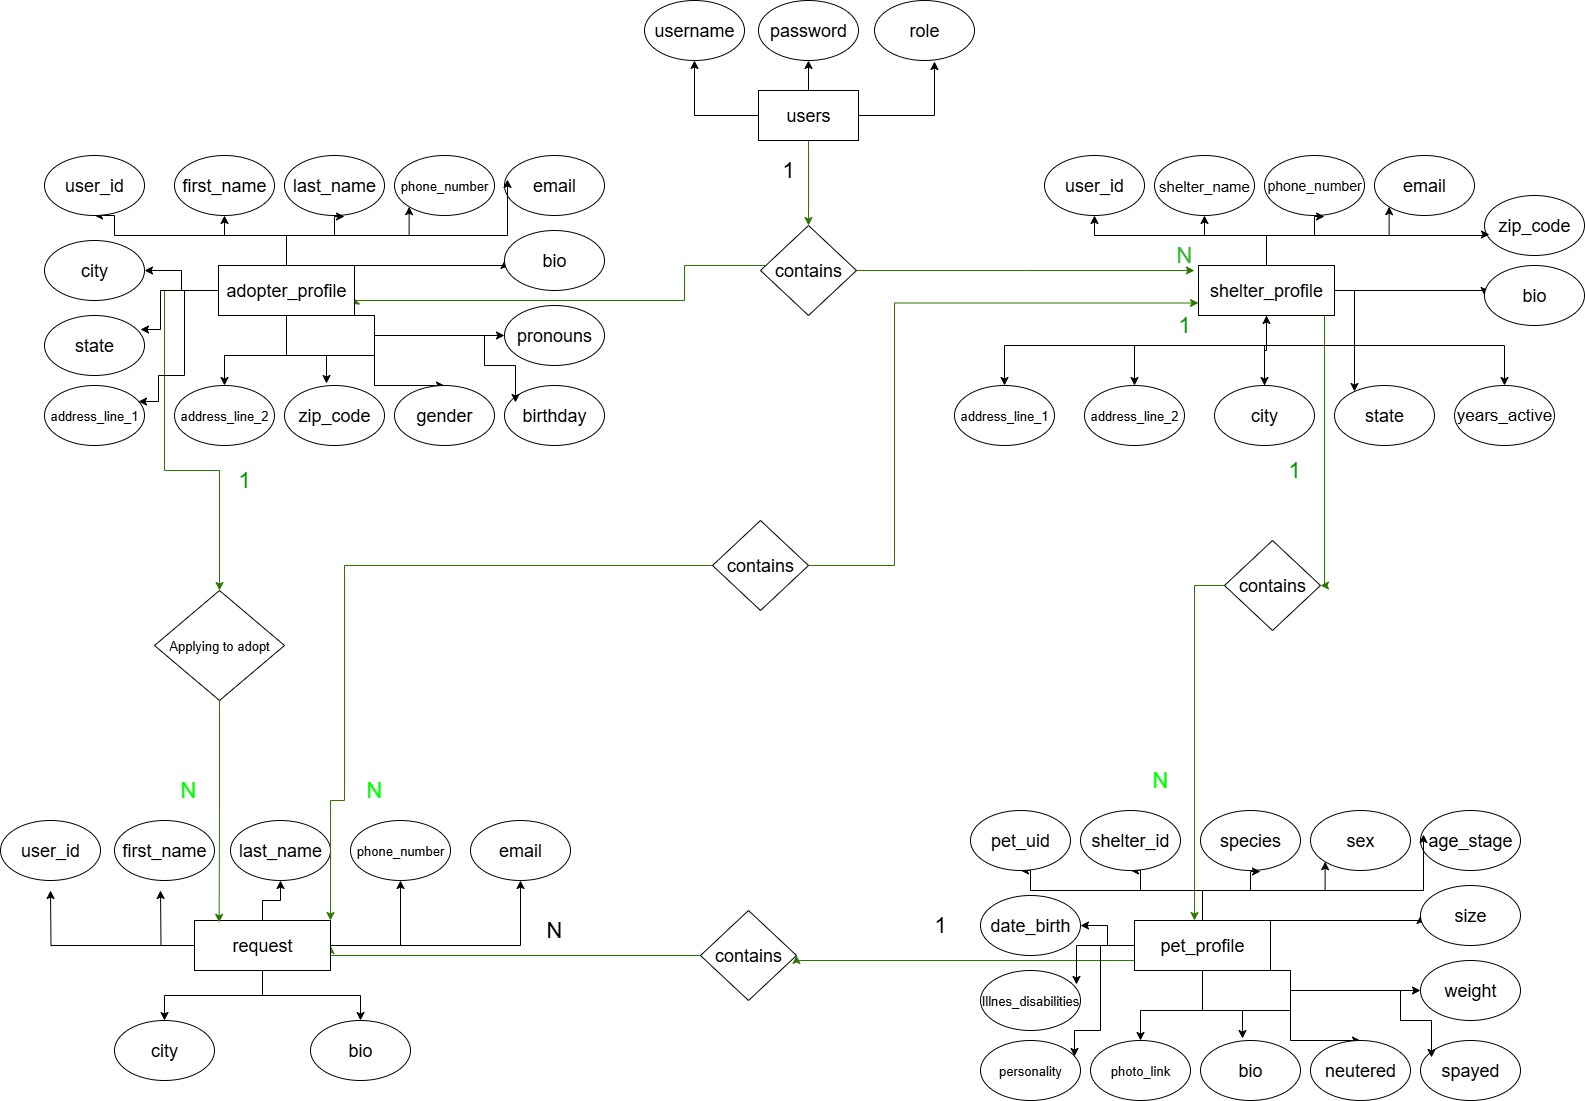 username
password
role
users
1
user_id
first_name
last_name
phone_number
email
user_id
shelter_name
phone_number
email
zip_code
city
bio
contains
N
adopter_profile
shelter_profile
bio
1
state
pronouns
address_line_1
address_line_2
zip_code
gender
birthday
address_line_1
address_line_2
city
state
years_active
1
1
contains
contains
Applying to adopt
N
N
N
user_id
first_name
last_name
phone_number
email
pet_uid
shelter_id
species
sex
age_stage
size
date_birth
1
N
request
contains
pet_profile
Illnes_disabilities
weight
city
bio
personality
photo_link
bio
neutered
spayed